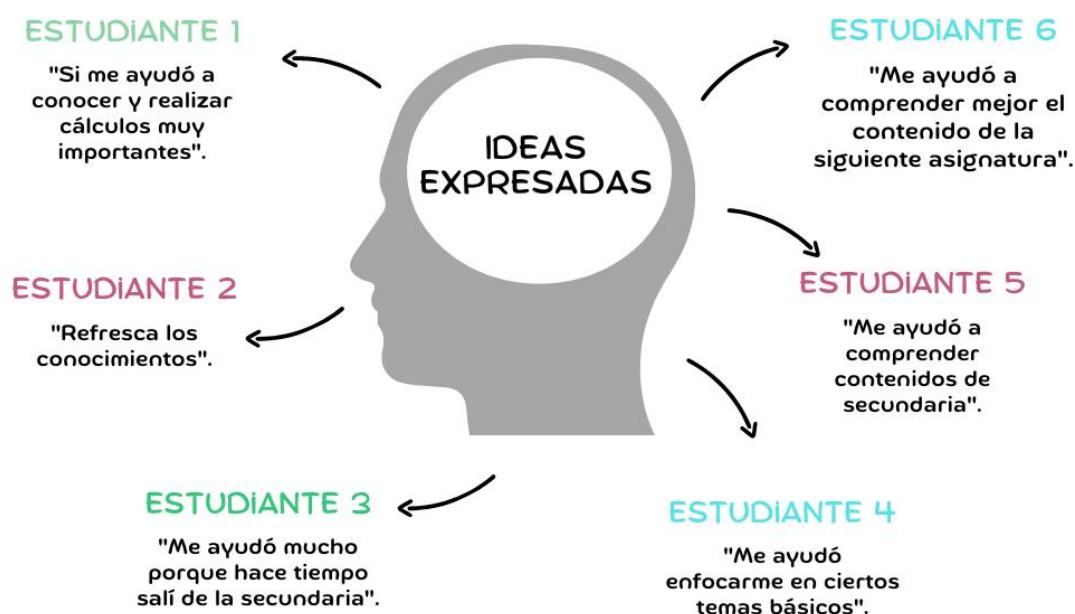 ESTUDIANTE 1
"Si me ayudó a
conocer y realizar
cálculos muy
importantes".
ESTUDIANTE 6
"Me ayudó a
comprender mejor el
contenido de la
siguiente asignatura".
IDEAS
EXPRESADAS
ESTUDIANTE 2
"Refresca los
conocimientos".
ESTUDIANTE 5
"Me ayudó a
comprender
contenidos de
secundaria".
ESTUDIANTE 3
"Me ayudó mucho
porque hace tiempo
salí de la secundaria".
ESTUDIANTE 4
"Me ayudó
enfocarme en ciertos
temas básicos".